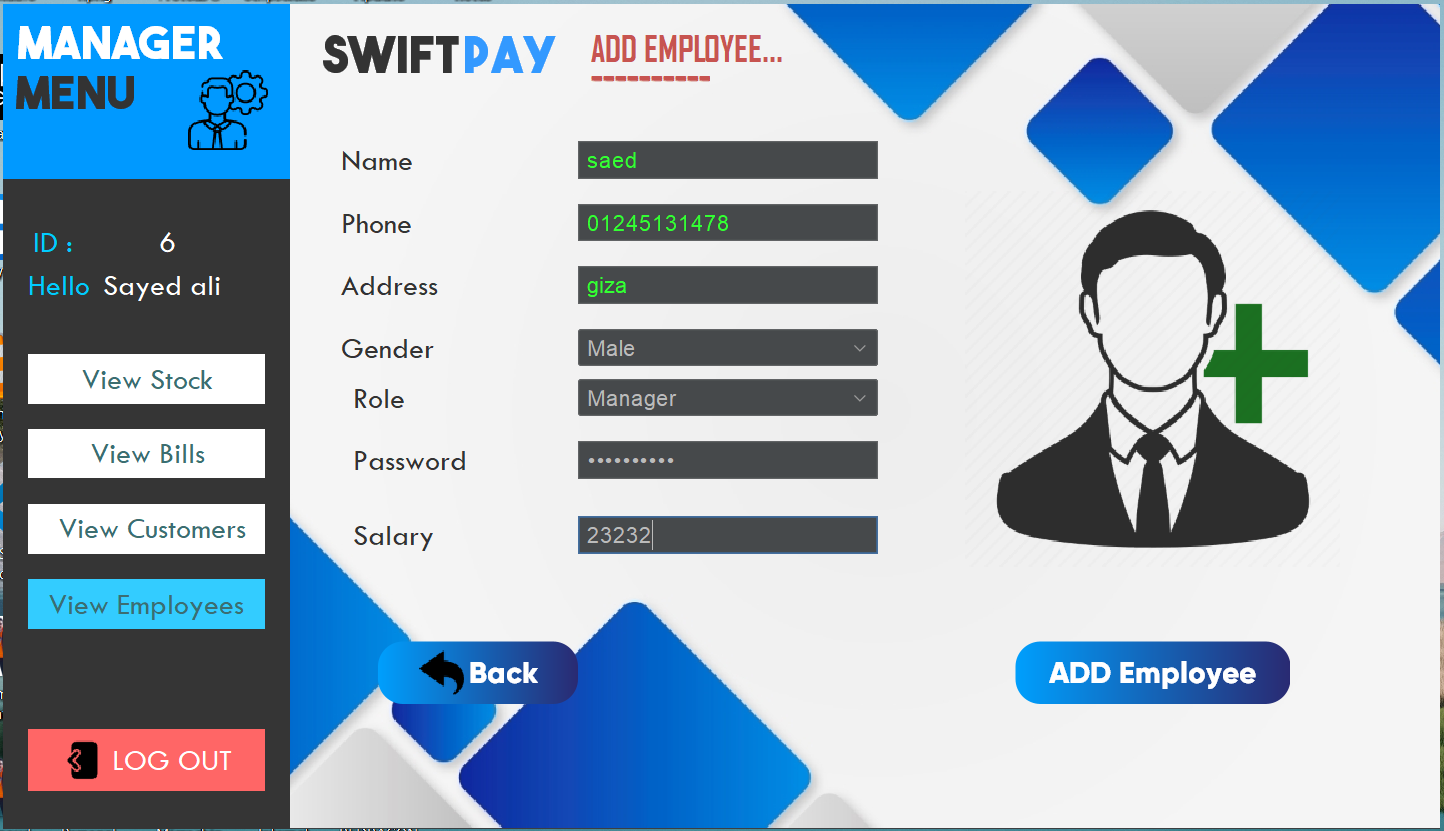 MANAGER
MENU
SWIFTPAY
ADD EMPLOYEE...
----------
ID : 6
Hello Sayed ali
View Stock
View Bills
View Customers
View Employees
LOG OUT
Name saed
Phone 01245131478
Address giza
Gender Male
Role Manager
Password ••••••••••
Salary 23232
Back
ADD Employee